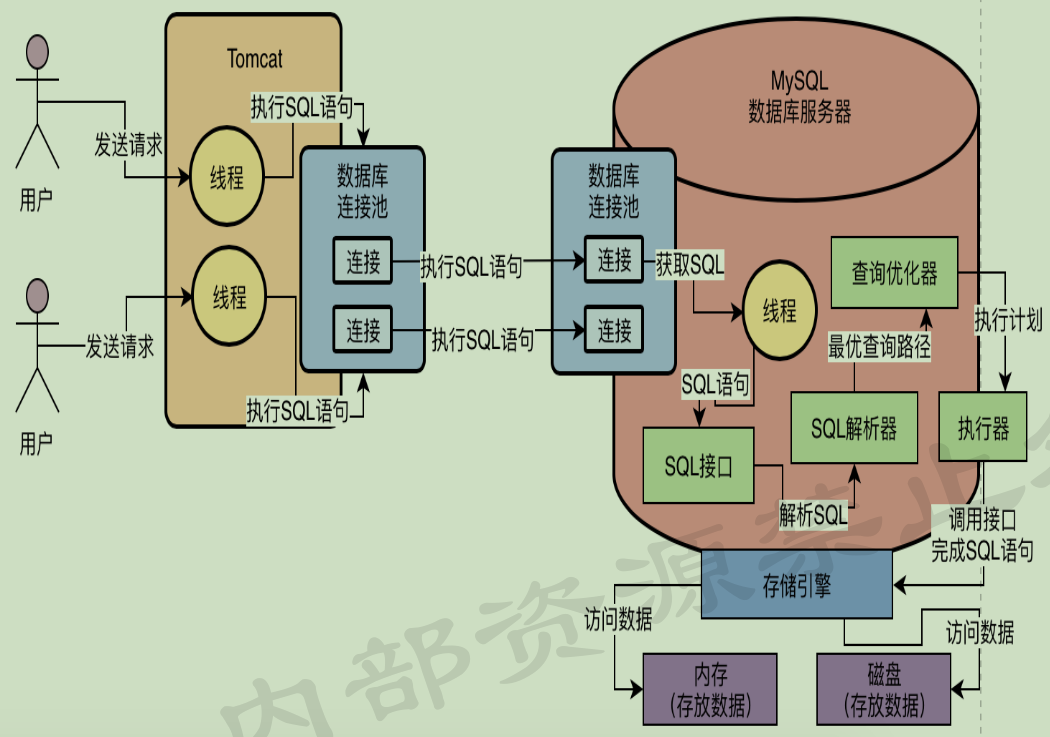 Tomcat
MySQL
数据库服务器
执行SQL语句
发送请求
线程
用户
数据库
连接池
数据库
连接池
连接
执行SQL语句
连接
获取SQL
查询优化器
线程
线程
执行计划
连接
执行SQL语句
连接
发送请求
最优查询路径
SQL语句
执行SQL语句
SQL解析器
执行器
用户
SQL接口
解析SQL
调用接口
完成SQL语句
存储引擎
访问数据
访问数据
内存
(存放数据)
磁盘
(存放数据)
内部资源禁止